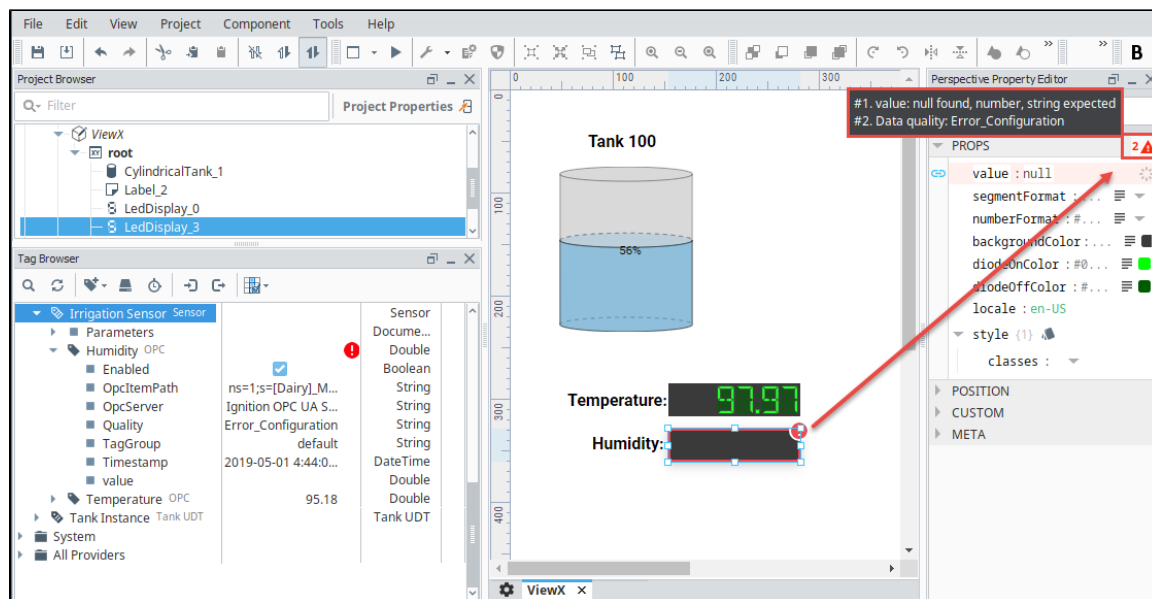 File Edit View Project Component Tools Help
B
Project Browser
Filter
Project Properties
ViewX
root
CylindricalTank_1
Label_2
LedDisplay_0
LedDisplay_3
Tag Browser
Irrigation Sensor Sensor Sensor
Parameters Docume...
Humidity OPC Double
Enabled Boolean
OpcItemPath ns=1;s=[Dairy]_M... String
OpcServer Ignition OPC UA S... String
Quality Error_Configuration String
TagGroup default String
Timestamp 2019-05-01 4:44:0... DateTime
value Double
Temperature OPC 95.18 Double
Tank Instance Tank UDT Tank UDT
System
All Providers
0 100 200 300
0
100
200
300
400
Tank 100
56%
Temperature: 97.97
Humidity:
ViewX
Perspective Property Editor
#1. value: null found, number, string expected
#2. Data quality: Error_Configuration
PROPS 2
value : null
segmentFormat :...
numberFormat :#...
backgroundColor:...
diodeOnColor :#0...
diodeOffColor :#...
locale : en-US
style {1}
classes :
POSITION
CUSTOM
META